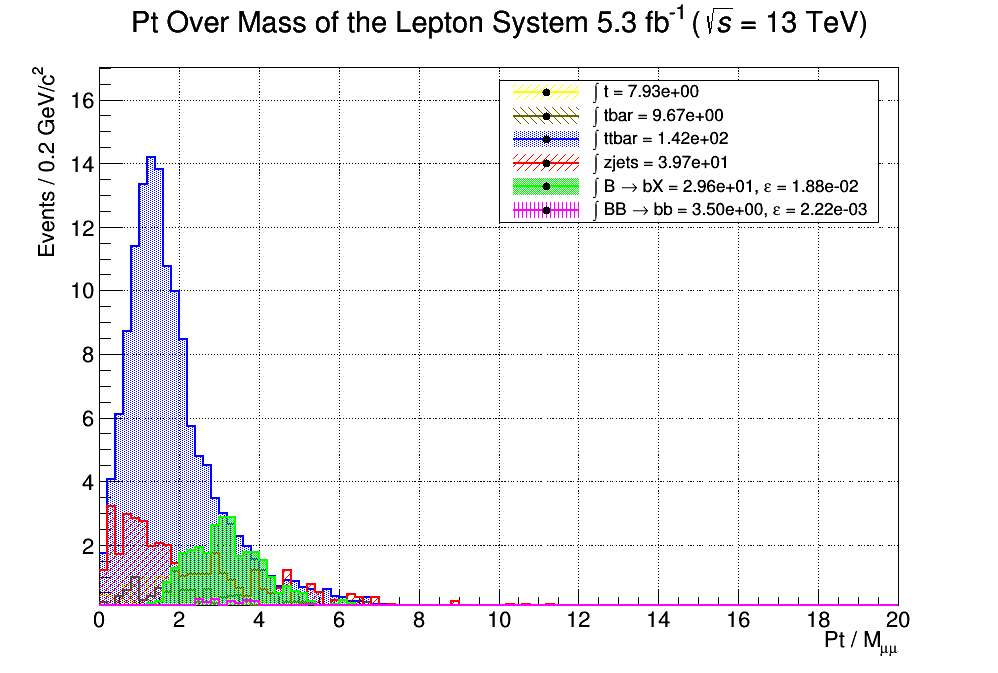 Pt Over Mass of the Lepton System 5.3 fb⁻¹ (√s = 13 TeV)
Events / 0.2 GeV/c²
16
14
12
10
8
6
4
2
∫ t = 7.93e+00
∫ tbar = 9.67e+00
∫ ttbar = 1.42e+02
∫ zjets = 3.97e+01
∫ B → bX = 2.96e+01, ε = 1.88e-02
∫ BB → bb = 3.50e+00, ε = 2.22e-03
0 2 4 6 8 10 12 14 16 18 20
Pt / Mμμ